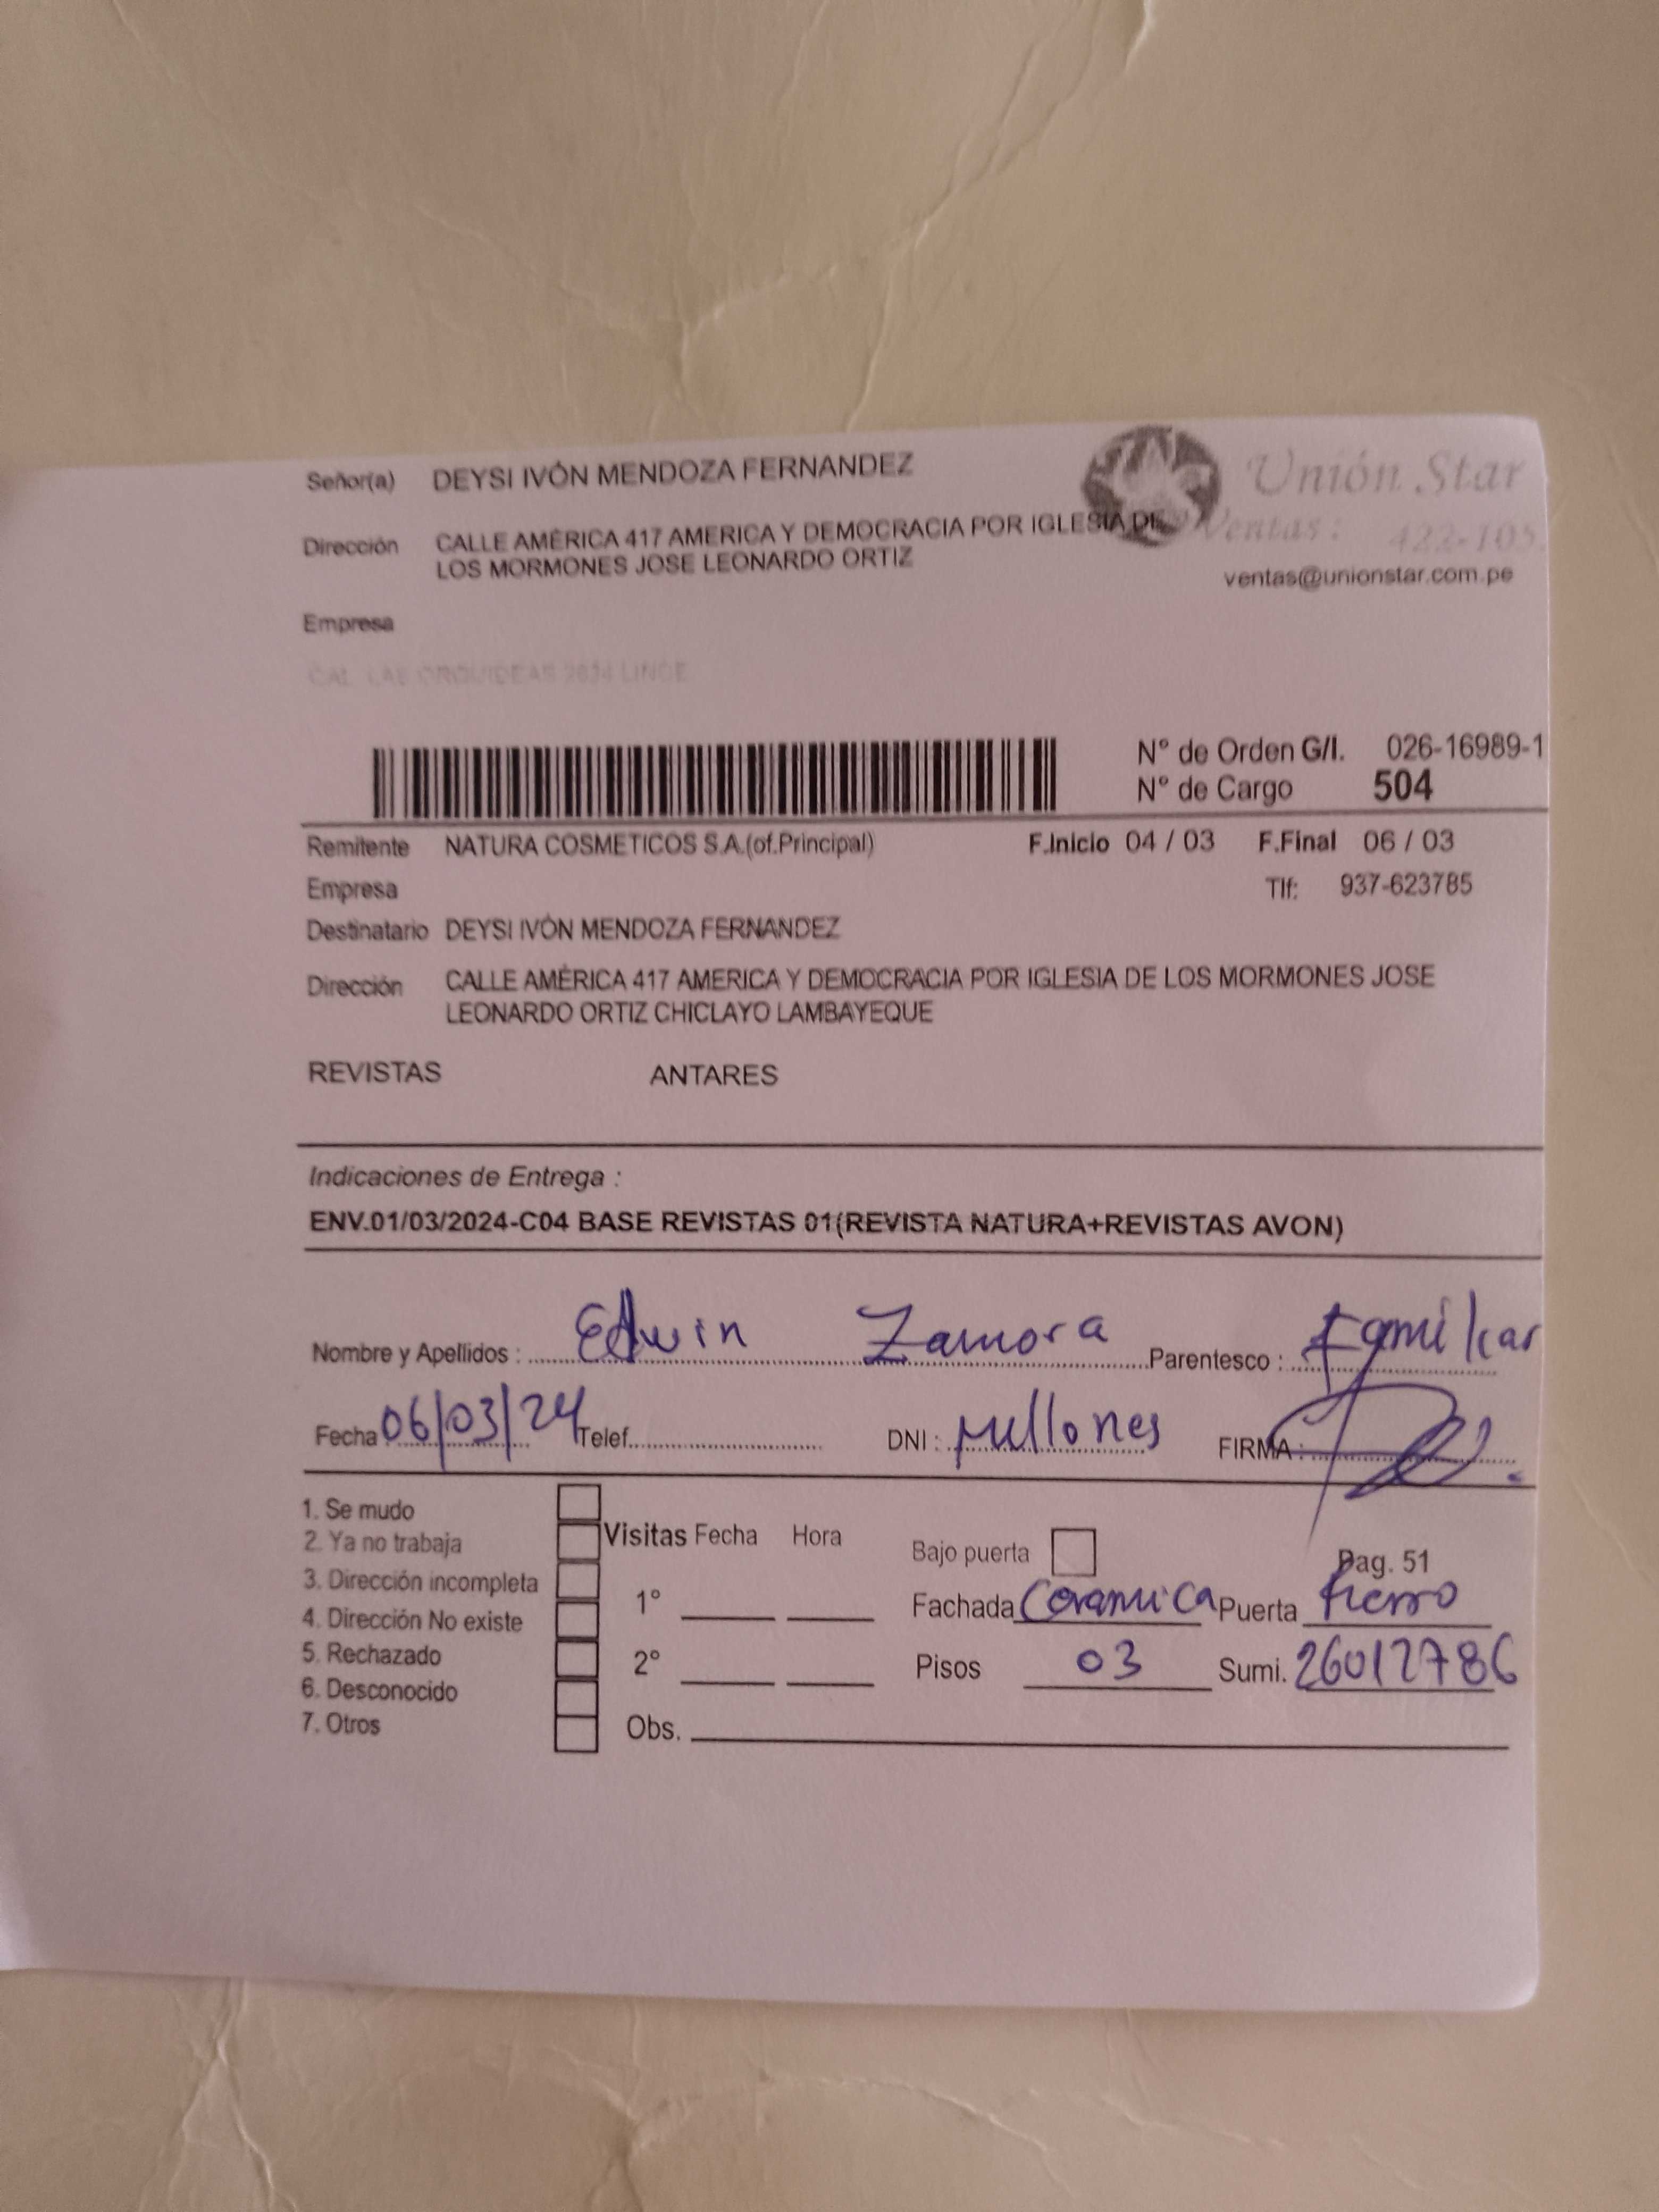 Señor(a) DEYSI IVÓN MENDOZA FERNANDEZ
Unión Star
Dirección CALLE AMÉRICA 417 AMERICA Y DEMOCRACIA POR IGLESIA DE
LOS MORMONES JOSE LEONARDO ORTIZ
Ventas: 422-105
ventas@unionstar.com.pe
Empresa
CAL. LAS ORQUIDEAS 2634 LINCE
N° de Orden G/I. 026-16989-1
N° de Cargo 504
Remitente NATURA COSMETICOS S.A.(of.Principal) F.Inicio 04 / 03 F.Final 06 / 03
Empresa Tlf: 937-623785
Destinatario DEYSI IVÓN MENDOZA FERNANDEZ
Dirección CALLE AMÉRICA 417 AMERICA Y DEMOCRACIA POR IGLESIA DE LOS MORMONES JOSE
LEONARDO ORTIZ CHICLAYO LAMBAYEQUE
REVISTAS ANTARES
Indicaciones de Entrega :
ENV.01/03/2024-C04 BASE REVISTAS 01(REVISTA NATURA+REVISTAS AVON)
Nombre y Apellidos : Edwin Zamora Parentesco : Familiar
Fecha 06/03/24 Telef. DNI : Mullones FIRMA :
1. Se mudo
2. Ya no trabaja
3. Dirección incompleta
4. Dirección No existe
5. Rechazado
6. Desconocido
7. Otros
Visitas Fecha Hora
1°
2°
Obs.
Bajo puerta Pag. 51
Fachada Ceramica Puerta fierro
Pisos 03 Sumi. 26012786